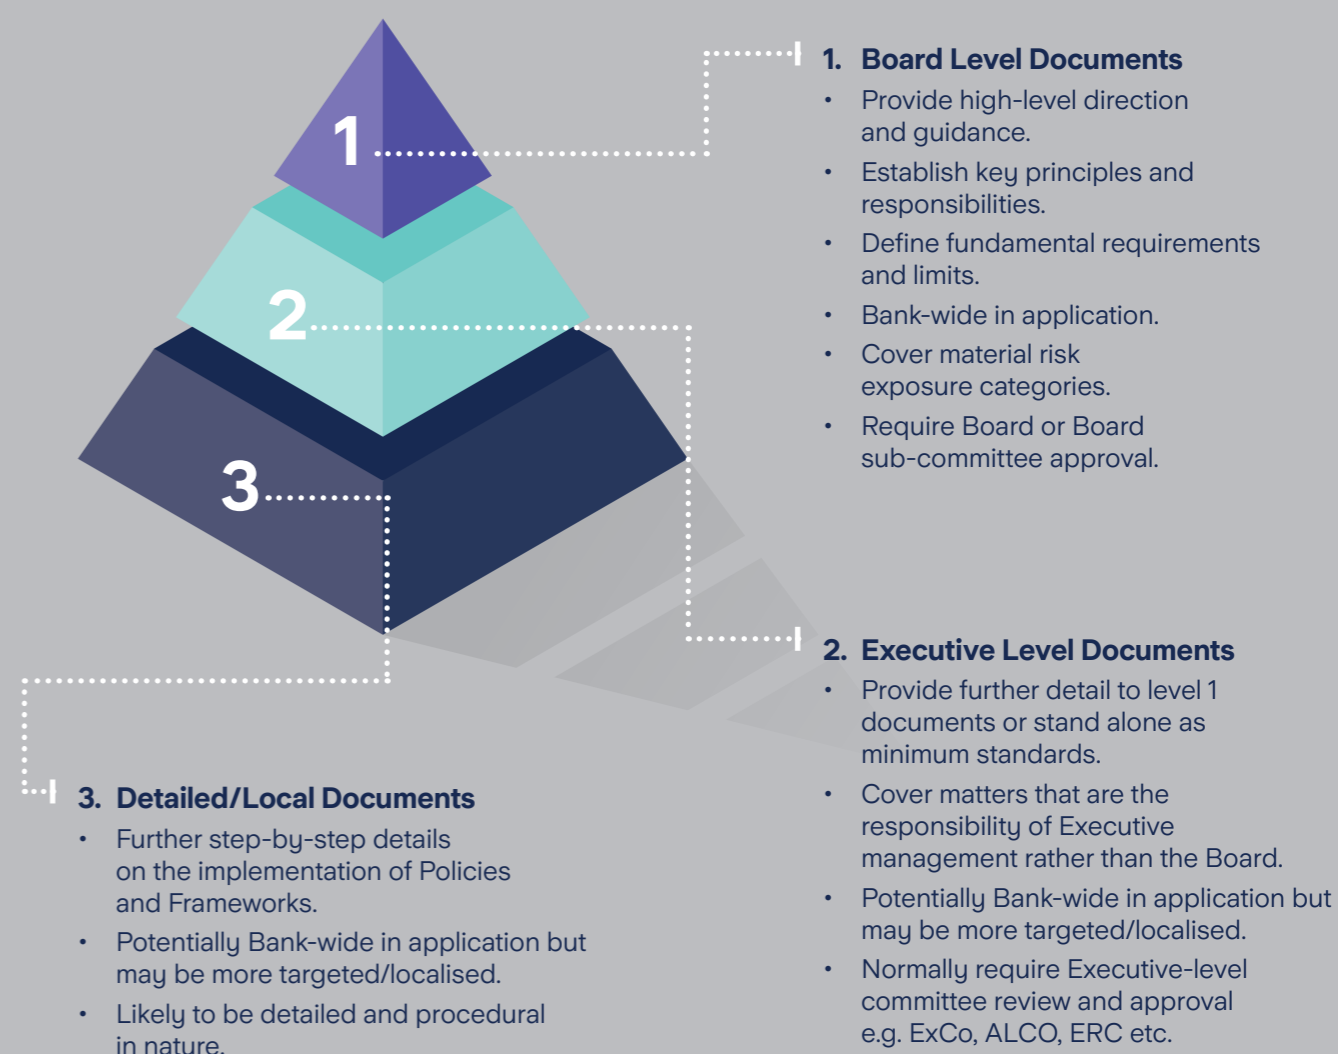 1
2
3
1. Board Level Documents
• Provide high-level direction
and guidance.
• Establish key principles and
responsibilities.
• Define fundamental requirements
and limits.
• Bank-wide in application.
• Cover material risk
exposure categories.
• Require Board or Board
sub-committee approval.
2. Executive Level Documents
• Provide further detail to level 1
documents or stand alone as
minimum standards.
• Cover matters that are the
responsibility of Executive
management rather than the Board.
• Potentially Bank-wide in application but
may be more targeted/localised.
• Normally require Executive-level
committee review and approval
e.g. ExCo, ALCO, ERC etc.
3. Detailed/Local Documents
• Further step-by-step details
on the implementation of Policies
and Frameworks.
• Potentially Bank-wide in application but
may be more targeted/localised.
• Likely to be detailed and procedural
in nature.